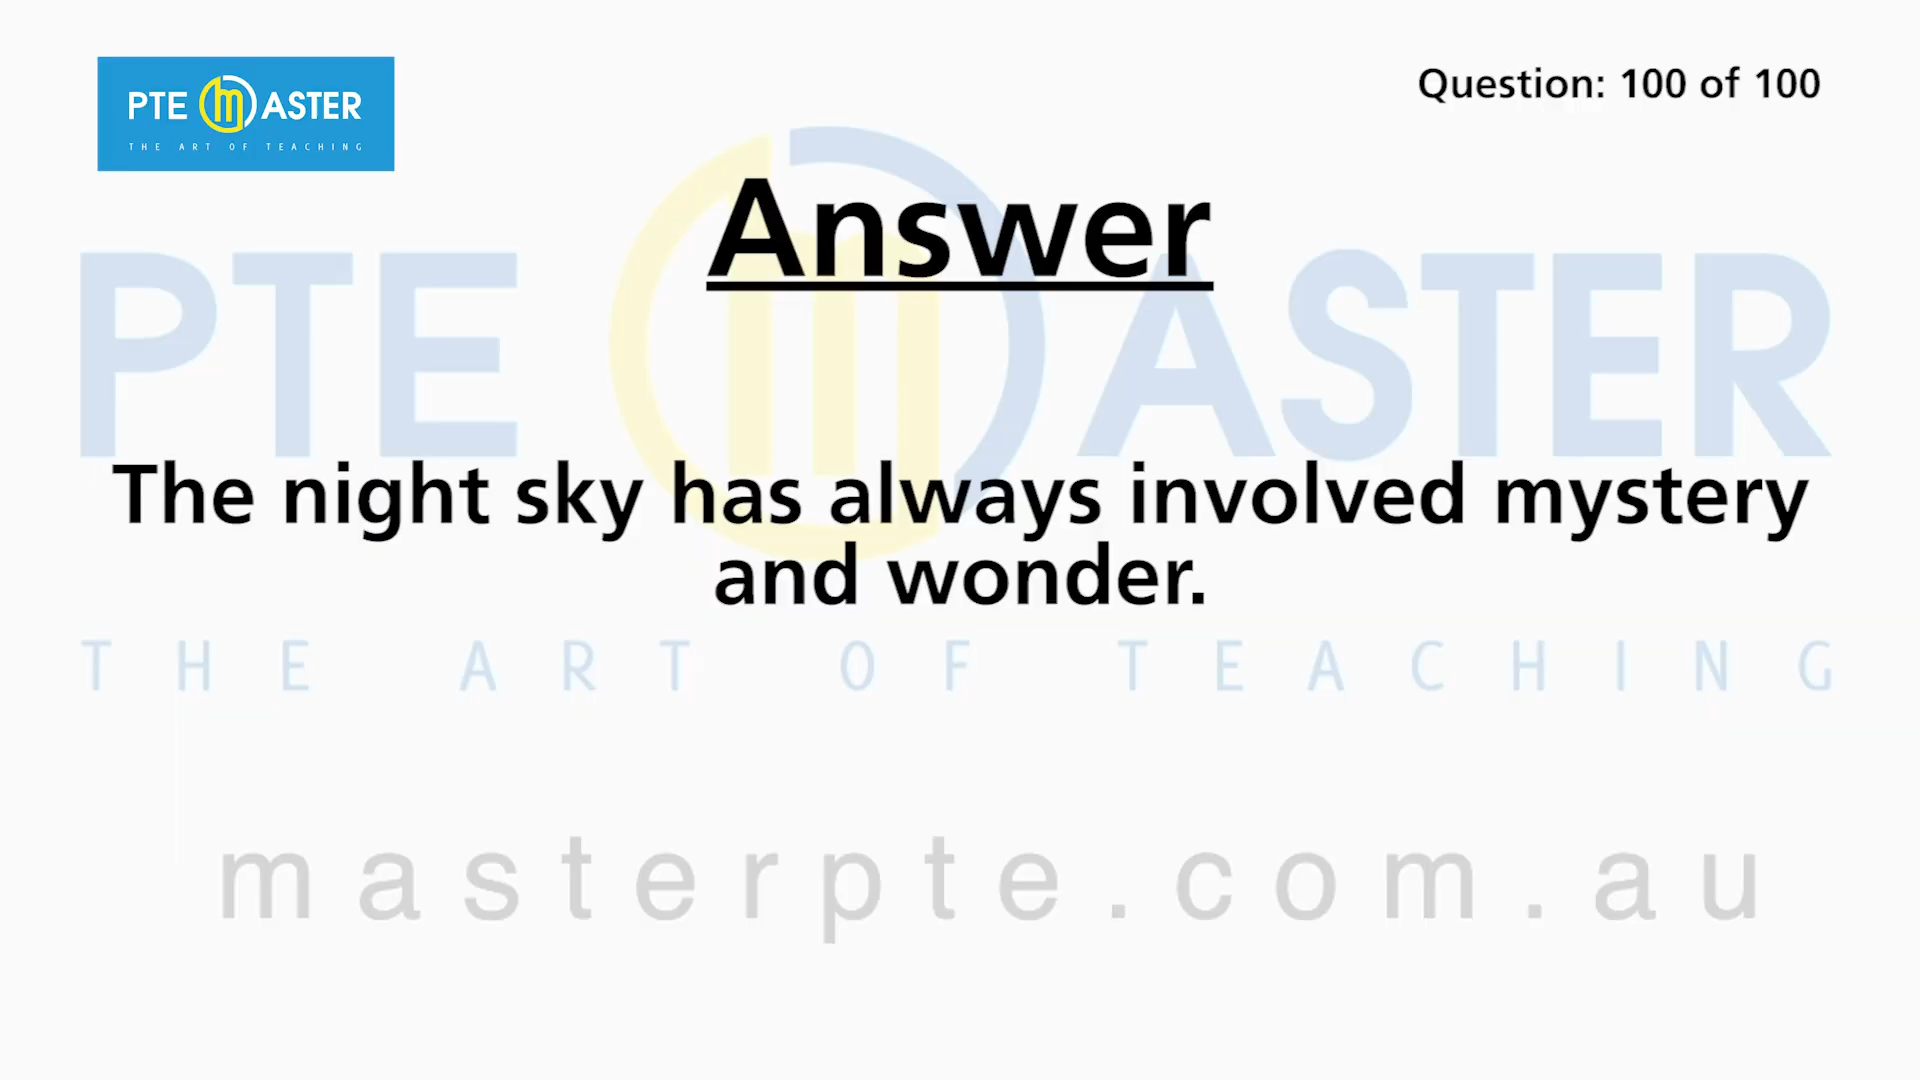 PTE MASTER
THE ART OF TEACHING
Question: 100 of 100
Answer
PTE MASTER
The night sky has always involved mystery
and wonder.
THE ART OF TEACHING
masterpte.com.au